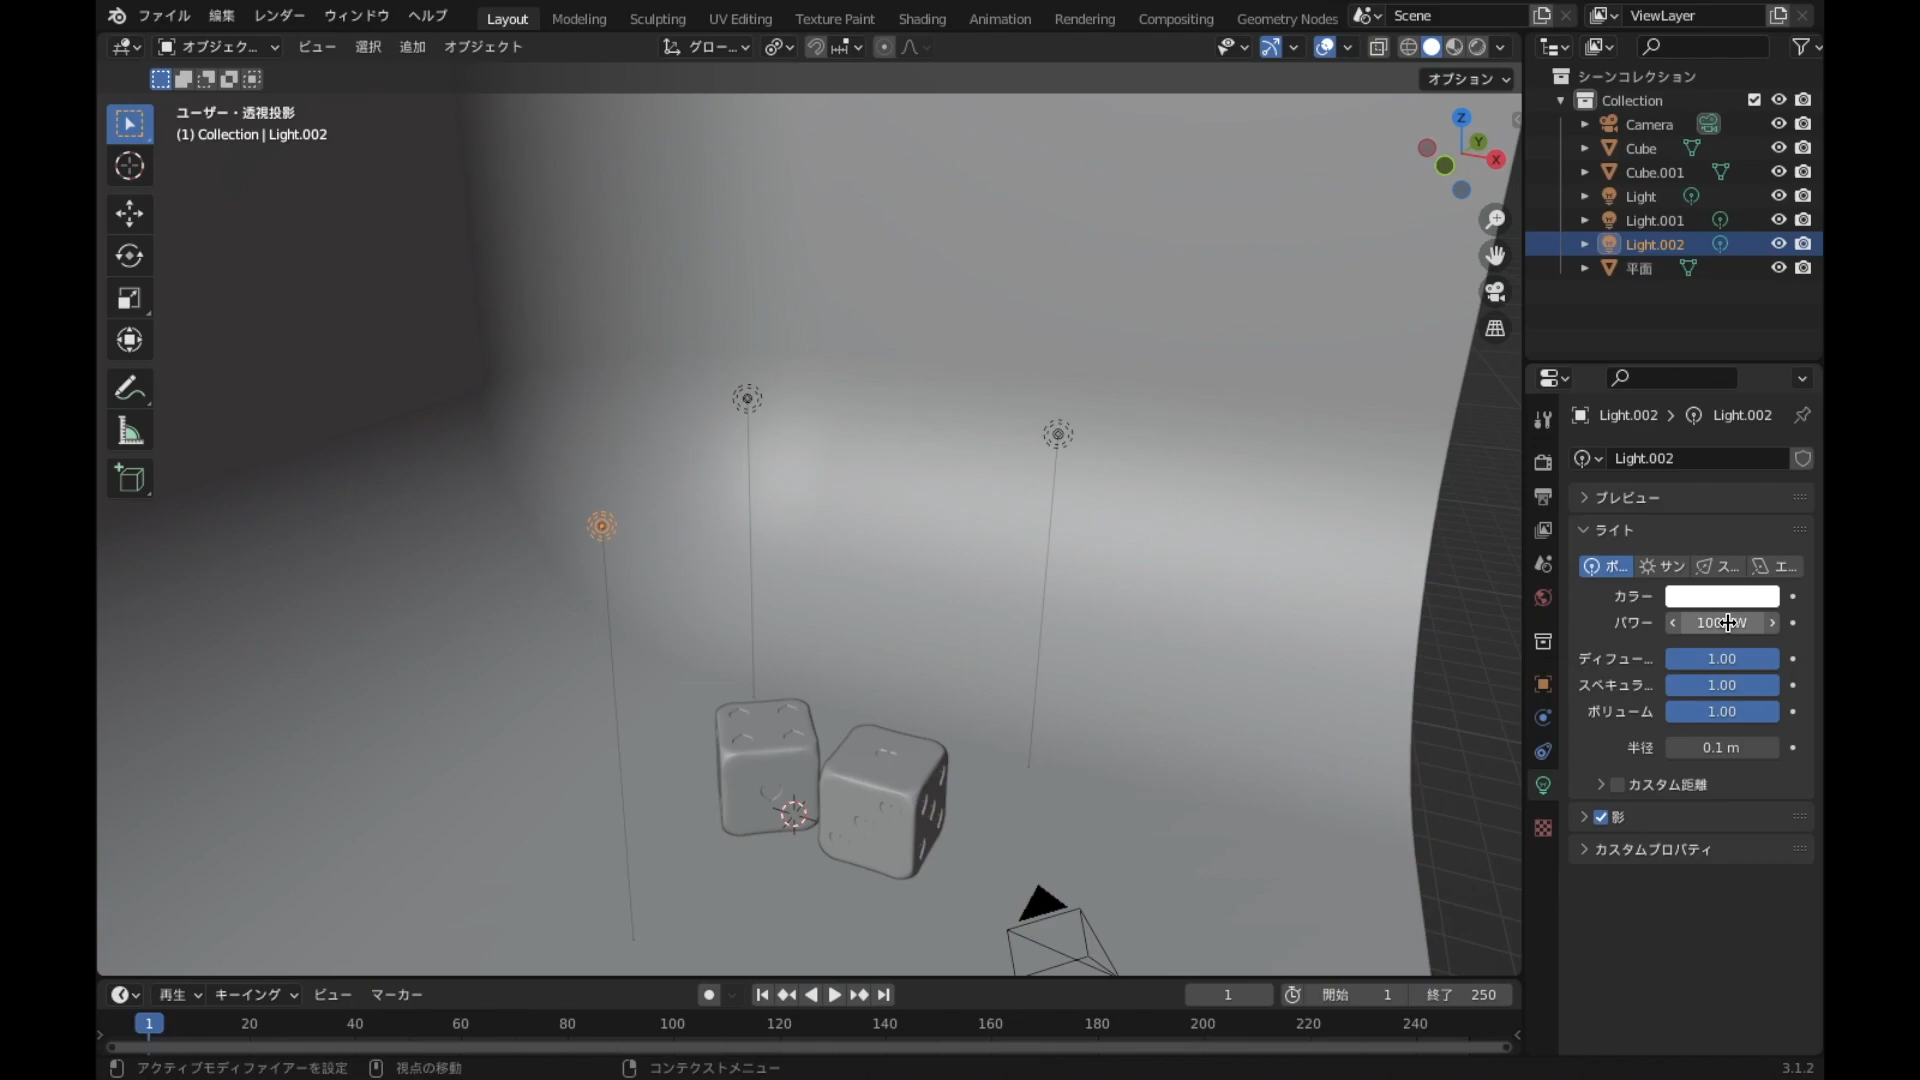 ファイル 編集 レンダー ウィンドウ ヘルプ Layout Modeling Sculpting UV Editing Texture Paint Shading Animation Rendering Compositing Geometry Nodes Scene ViewLayer
オブジェク... ビュー 選択 追加 オブジェクト グロー...
オプション
ユーザー・透視投影
(1) Collection | Light.002
Z
Y
X
シーンコレクション
Collection
Camera
Cube
Cube.001
Light
Light.001
Light.002
平面
Light.002 > Light.002
Light.002
プレビュー
ライト
ポ... サン ス... エ...
カラー
パワー
ディフュー... 1.00
スペキュラ... 1.00
ボリューム 1.00
半径 0.1 m
カスタム距離
影
カスタムプロパティ
再生 キーイング ビュー マーカー 1 開始 1 終了 250
1 20 40 60 80 100 120 140 160 180 200 220 240
アクティブモディファイアーを設定 視点の移動 コンテクストメニュー 3.1.2